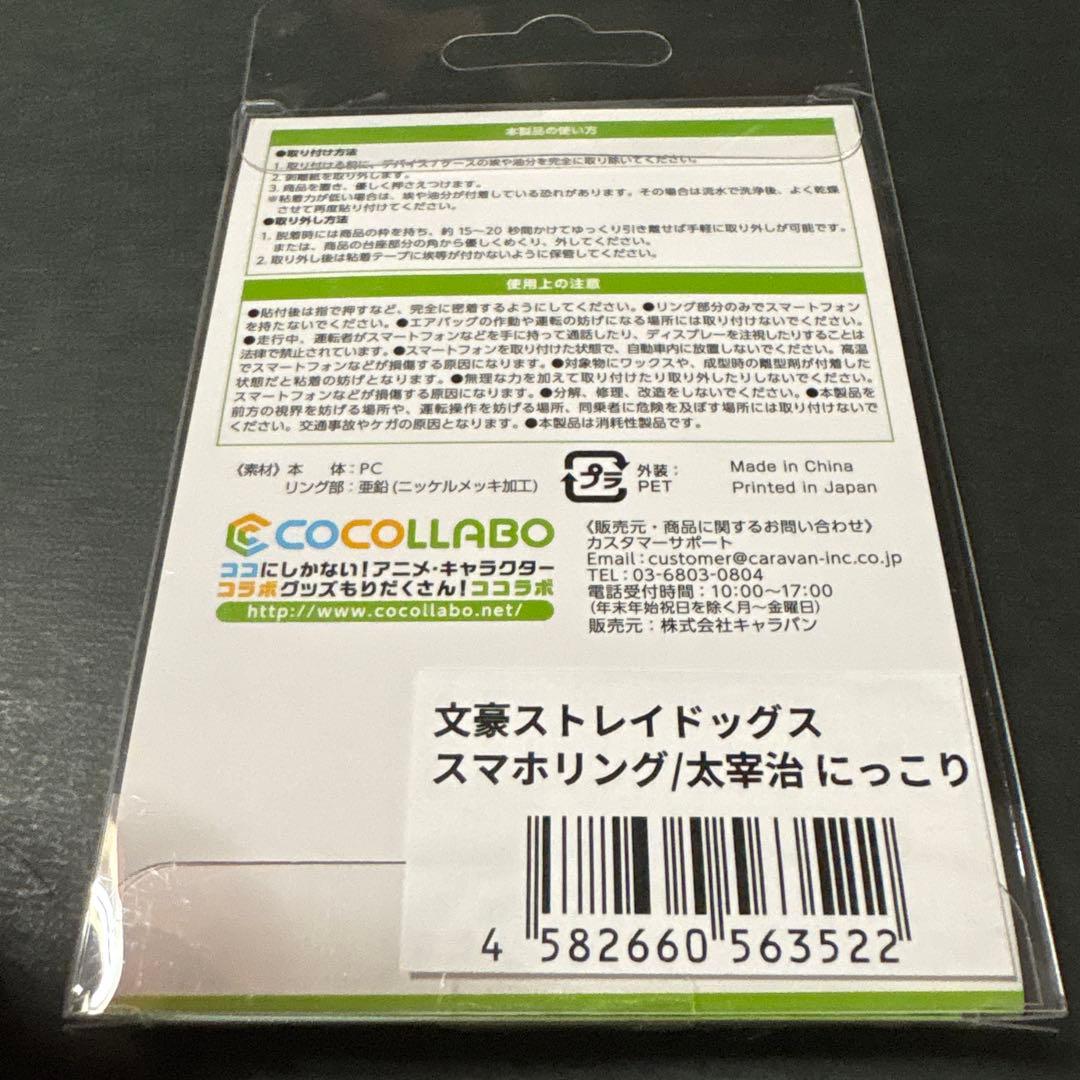 本製品の使い方
●取り付け方法
1. 取り付ける前に、デバイス/ケースの埃や油分を完全に取り除いてください。
2. 剥離紙を取り外します。
3. 商品を置き、優しく押さえつけます。
※粘着力が低い場合は、埃や油分が付着している恐れがあります。その場合は流水で洗浄後、よく乾燥
させて再度貼り付けてください。
●取り外し方法
1. 脱着時には商品の枠を持ち、約 15〜20 秒間かけてゆっくり引き離せば手軽に取り外しが可能です。
または、商品の台座部分の角から優しくめくり、外してください。
2. 取り外し後は粘着テープに埃等が付かないように保管してください。
使用上の注意
●貼付後は指で押すなど、完全に密着するようにしてください。●リング部分のみでスマートフォン
を持たないでください。●エアバッグの作動や運転の妨げになる場所には取り付けないでください。
●走行中、運転者がスマートフォンなどを手に持って通話したり、ディスプレーを注視したりすることは
法律で禁止されています。●スマートフォンを取り付けた状態で、自動車内に放置しないでください。高温
でスマートフォンなどが損傷する原因になります。●対象物にワックスや、成型時の離型剤が付着した
状態だと粘着の妨げとなります。●無理な力を加えて取り付けたり取り外したりしないでください。
スマートフォンなどが損傷する原因になります。●分解、修理、改造をしないでください。●本製品を
前方の視界を妨げる場所や、運転操作を妨げる場所、同乗者に危険を及ぼす場所には取り付けないで
ください。交通事故やケガの原因となります。●本製品は消耗性製品です。
《素材》本 体：PC
リング部：亜鉛 (ニッケルメッキ加工)
プラ
外装：
PET
Made in China
Printed in Japan
COCOLLABO
ココにしかない！アニメ・キャラクター
コラボグッズもりだくさん！ココラボ
http://www.cocollabo.net/
《販売元・商品に関するお問い合わせ》
カスタマーサポート
Email：customer@caravan-inc.co.jp
TEL：03-6803-0804
電話受付時間：10:00〜17:00
(年末年始祝日を除く月〜金曜日)
販売元：株式会社キャラバン
文豪ストレイドッグス
スマホリング/太宰治 にっこり
4 582660 563522